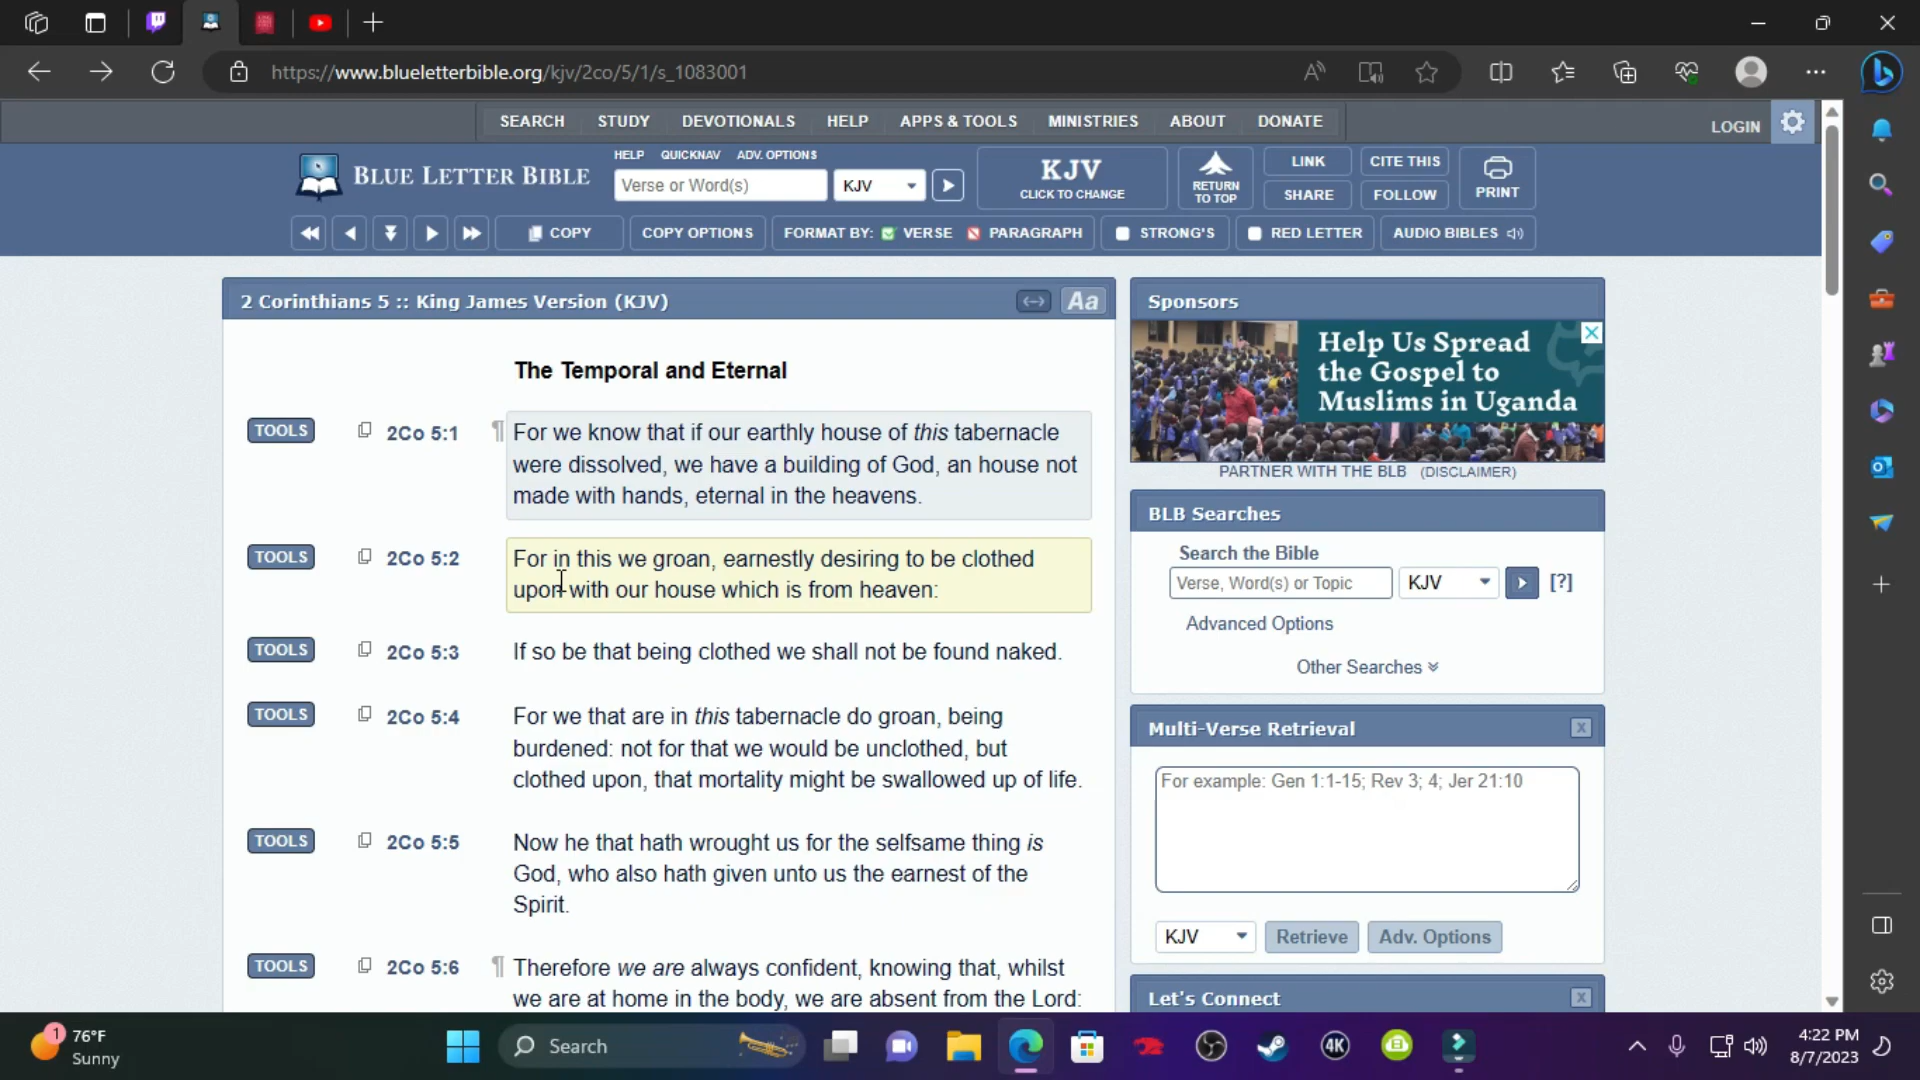 https://www.blueletterbible.org/kjv/2co/5/1/s_1083001
SEARCH STUDY DEVOTIONALS HELP APPS & TOOLS MINISTRIES ABOUT DONATE
LOGIN
BLUE LETTER BIBLE
HELP QUICKNAV ADV. OPTIONS
Verse or Word(s) KJV
KJV
CLICK TO CHANGE
RETURN
TO TOP
LINK CITE THIS
SHARE FOLLOW
PRINT
COPY COPY OPTIONS FORMAT BY: VERSE PARAGRAPH STRONG'S RED LETTER AUDIO BIBLES
2 Corinthians 5 :: King James Version (KJV) Aa
The Temporal and Eternal
TOOLS 2Co 5:1 ¶ For we know that if our earthly house of this tabernacle
were dissolved, we have a building of God, an house not
made with hands, eternal in the heavens.
TOOLS 2Co 5:2 For in this we groan, earnestly desiring to be clothed
upon with our house which is from heaven:
TOOLS 2Co 5:3 If so be that being clothed we shall not be found naked.
TOOLS 2Co 5:4 For we that are in this tabernacle do groan, being
burdened: not for that we would be unclothed, but
clothed upon, that mortality might be swallowed up of life.
TOOLS 2Co 5:5 Now he that hath wrought us for the selfsame thing is
God, who also hath given unto us the earnest of the
Spirit.
TOOLS 2Co 5:6 ¶ Therefore we are always confident, knowing that, whilst
we are at home in the body, we are absent from the Lord:
Sponsors
Help Us Spread
the Gospel to
Muslims in Uganda
PARTNER WITH THE BLB (DISCLAIMER)
BLB Searches
Search the Bible
Verse, Word(s) or Topic KJV [?]
Advanced Options
Other Searches
Multi-Verse Retrieval x
For example: Gen 1:1-15; Rev 3; 4; Jer 21:10
KJV Retrieve Adv. Options
Let's Connect x
1
76°F
Sunny
Search
4K
4:22 PM
8/7/2023